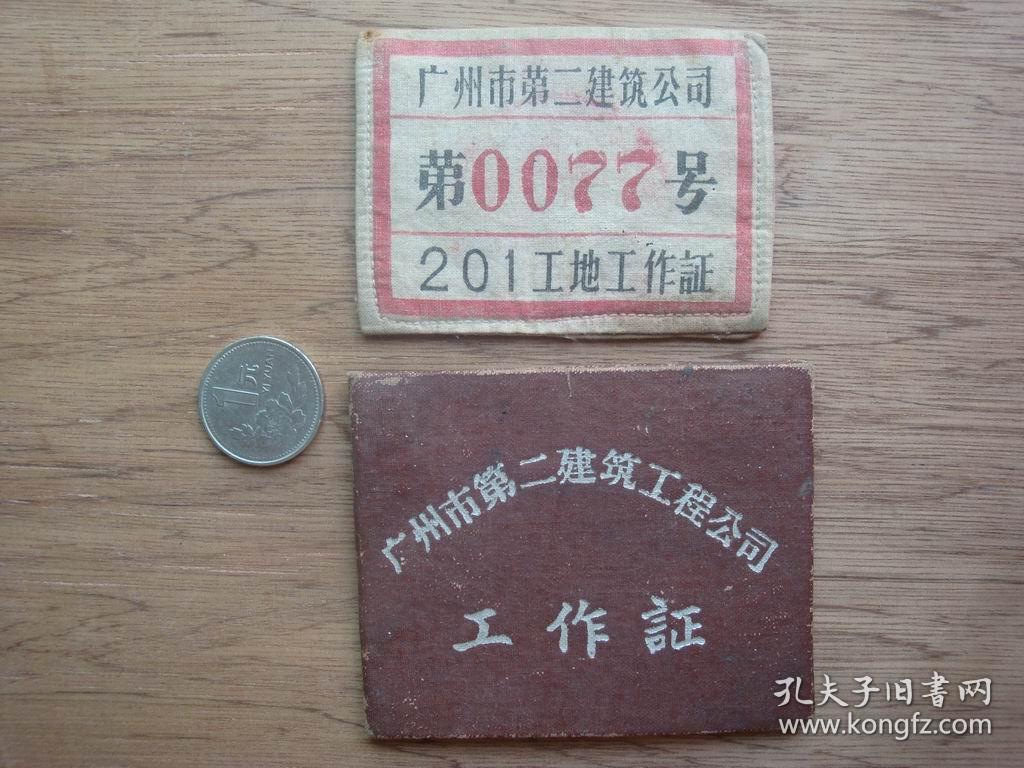 广州市第二建筑公司
第0077号
201工地工作証
1元
YI YUAN
广州市第二建筑工程公司
工作証
孔夫子旧书网
www.kongfz.com